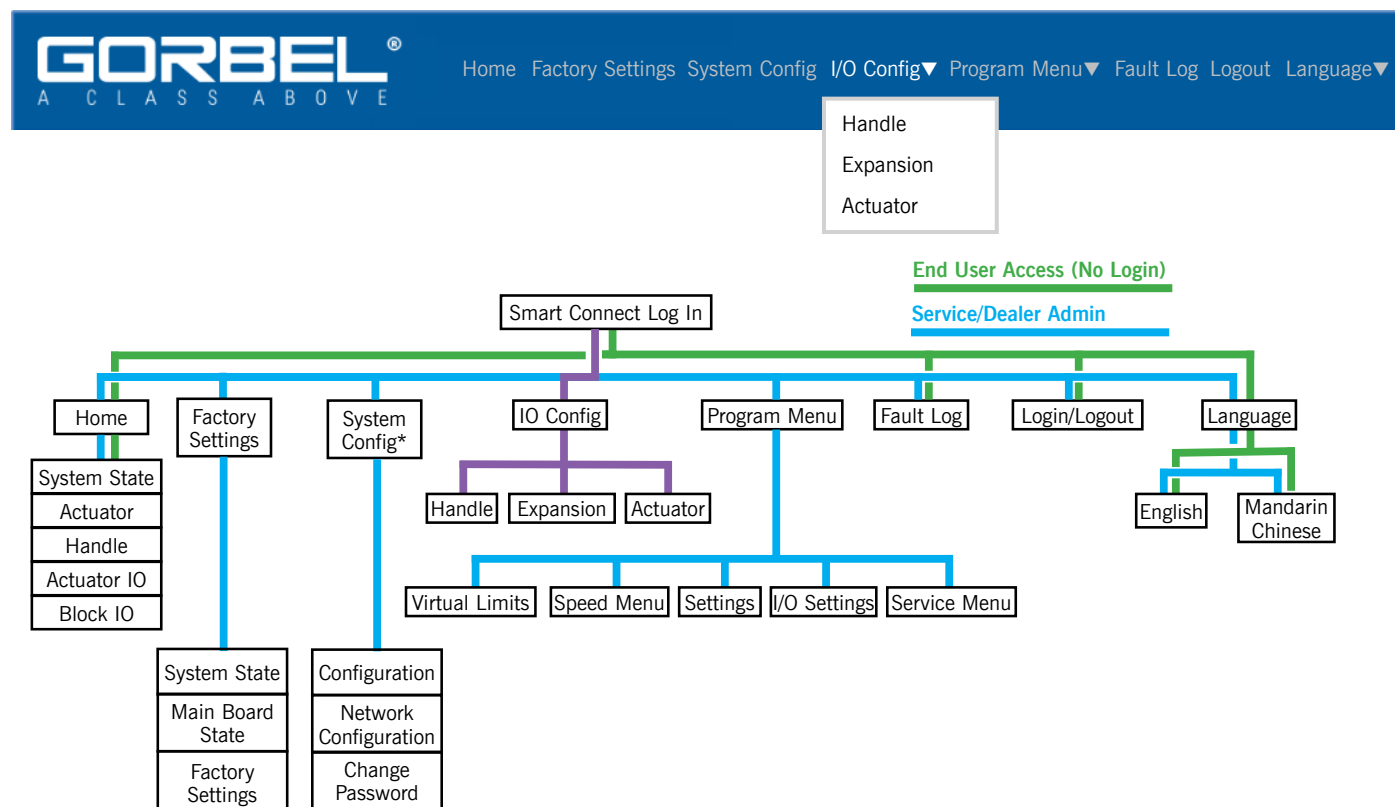 GORBEL®
A CLASS ABOVE
Home Factory Settings System Config I/O Config▼ Program Menu▼ Fault Log Logout Language▼
Handle
Expansion
Actuator
End User Access (No Login)
Service/Dealer Admin
Smart Connect Log In
Home
Factory
Settings
System
Config*
IO Config
Program Menu
Fault Log
Login/Logout
Language
System State
Actuator
Handle
Actuator IO
Block IO
Handle
Expansion
Actuator
English
Mandarin
Chinese
Virtual Limits
Speed Menu
Settings
I/O Settings
Service Menu
System State
Main Board
State
Factory
Settings
Configuration
Network
Configuration
Change
Password